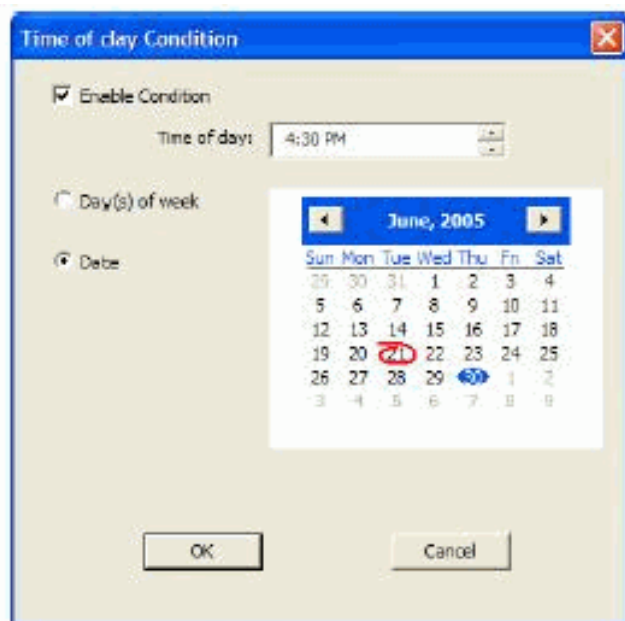 Time of clay Condition
Enable Condition
Time of day:
4:30 PM
Day(s) of week
Date
June, 2005
Sun Mon Tue Wed Thu Fri Sat
29 30 31 1 2 3 4
5 6 7 8 9 10 11
12 13 14 15 16 17 18
19 20 21 22 23 24 25
26 27 28 29 30 1 2
3 4 5 6 7 8 9
OK
Cancel